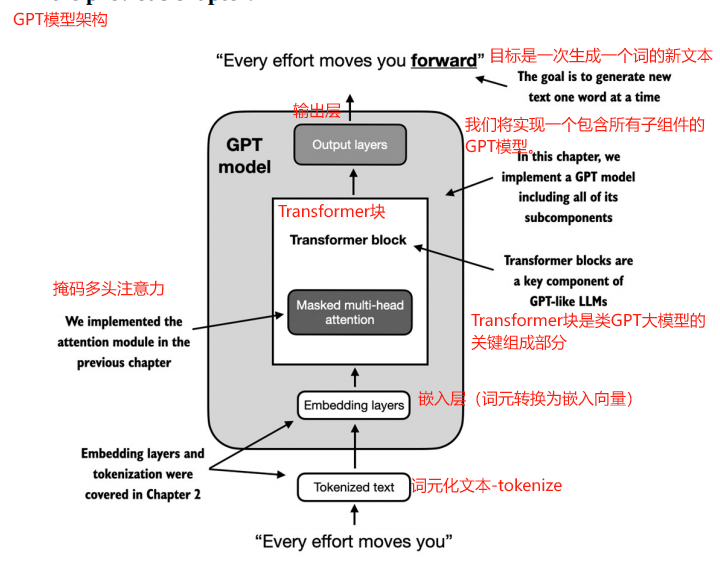 GPT模型架构
“Every effort moves you forward”
目标是一次生成一个词的新文本
The goal is to generate new
text one word at a time
输出层
Output layers
GPT
model
我们将实现一个包含所有子组件的
GPT模型。
In this chapter, we
implement a GPT model
including all of its
subcomponents
Transformer块
Transformer block
Transformer blocks are
a key component of
GPT-like LLMs
Transformer块是类GPT大模型的
关键组成部分
掩码多头注意力
We implemented the
attention module in the
previous chapter
Masked multi-head
attention
Embedding layers
嵌入层（词元转换为嵌入向量）
Embedding layers and
tokenization were
covered in Chapter 2
Tokenized text
词元化文本-tokenize
“Every effort moves you”